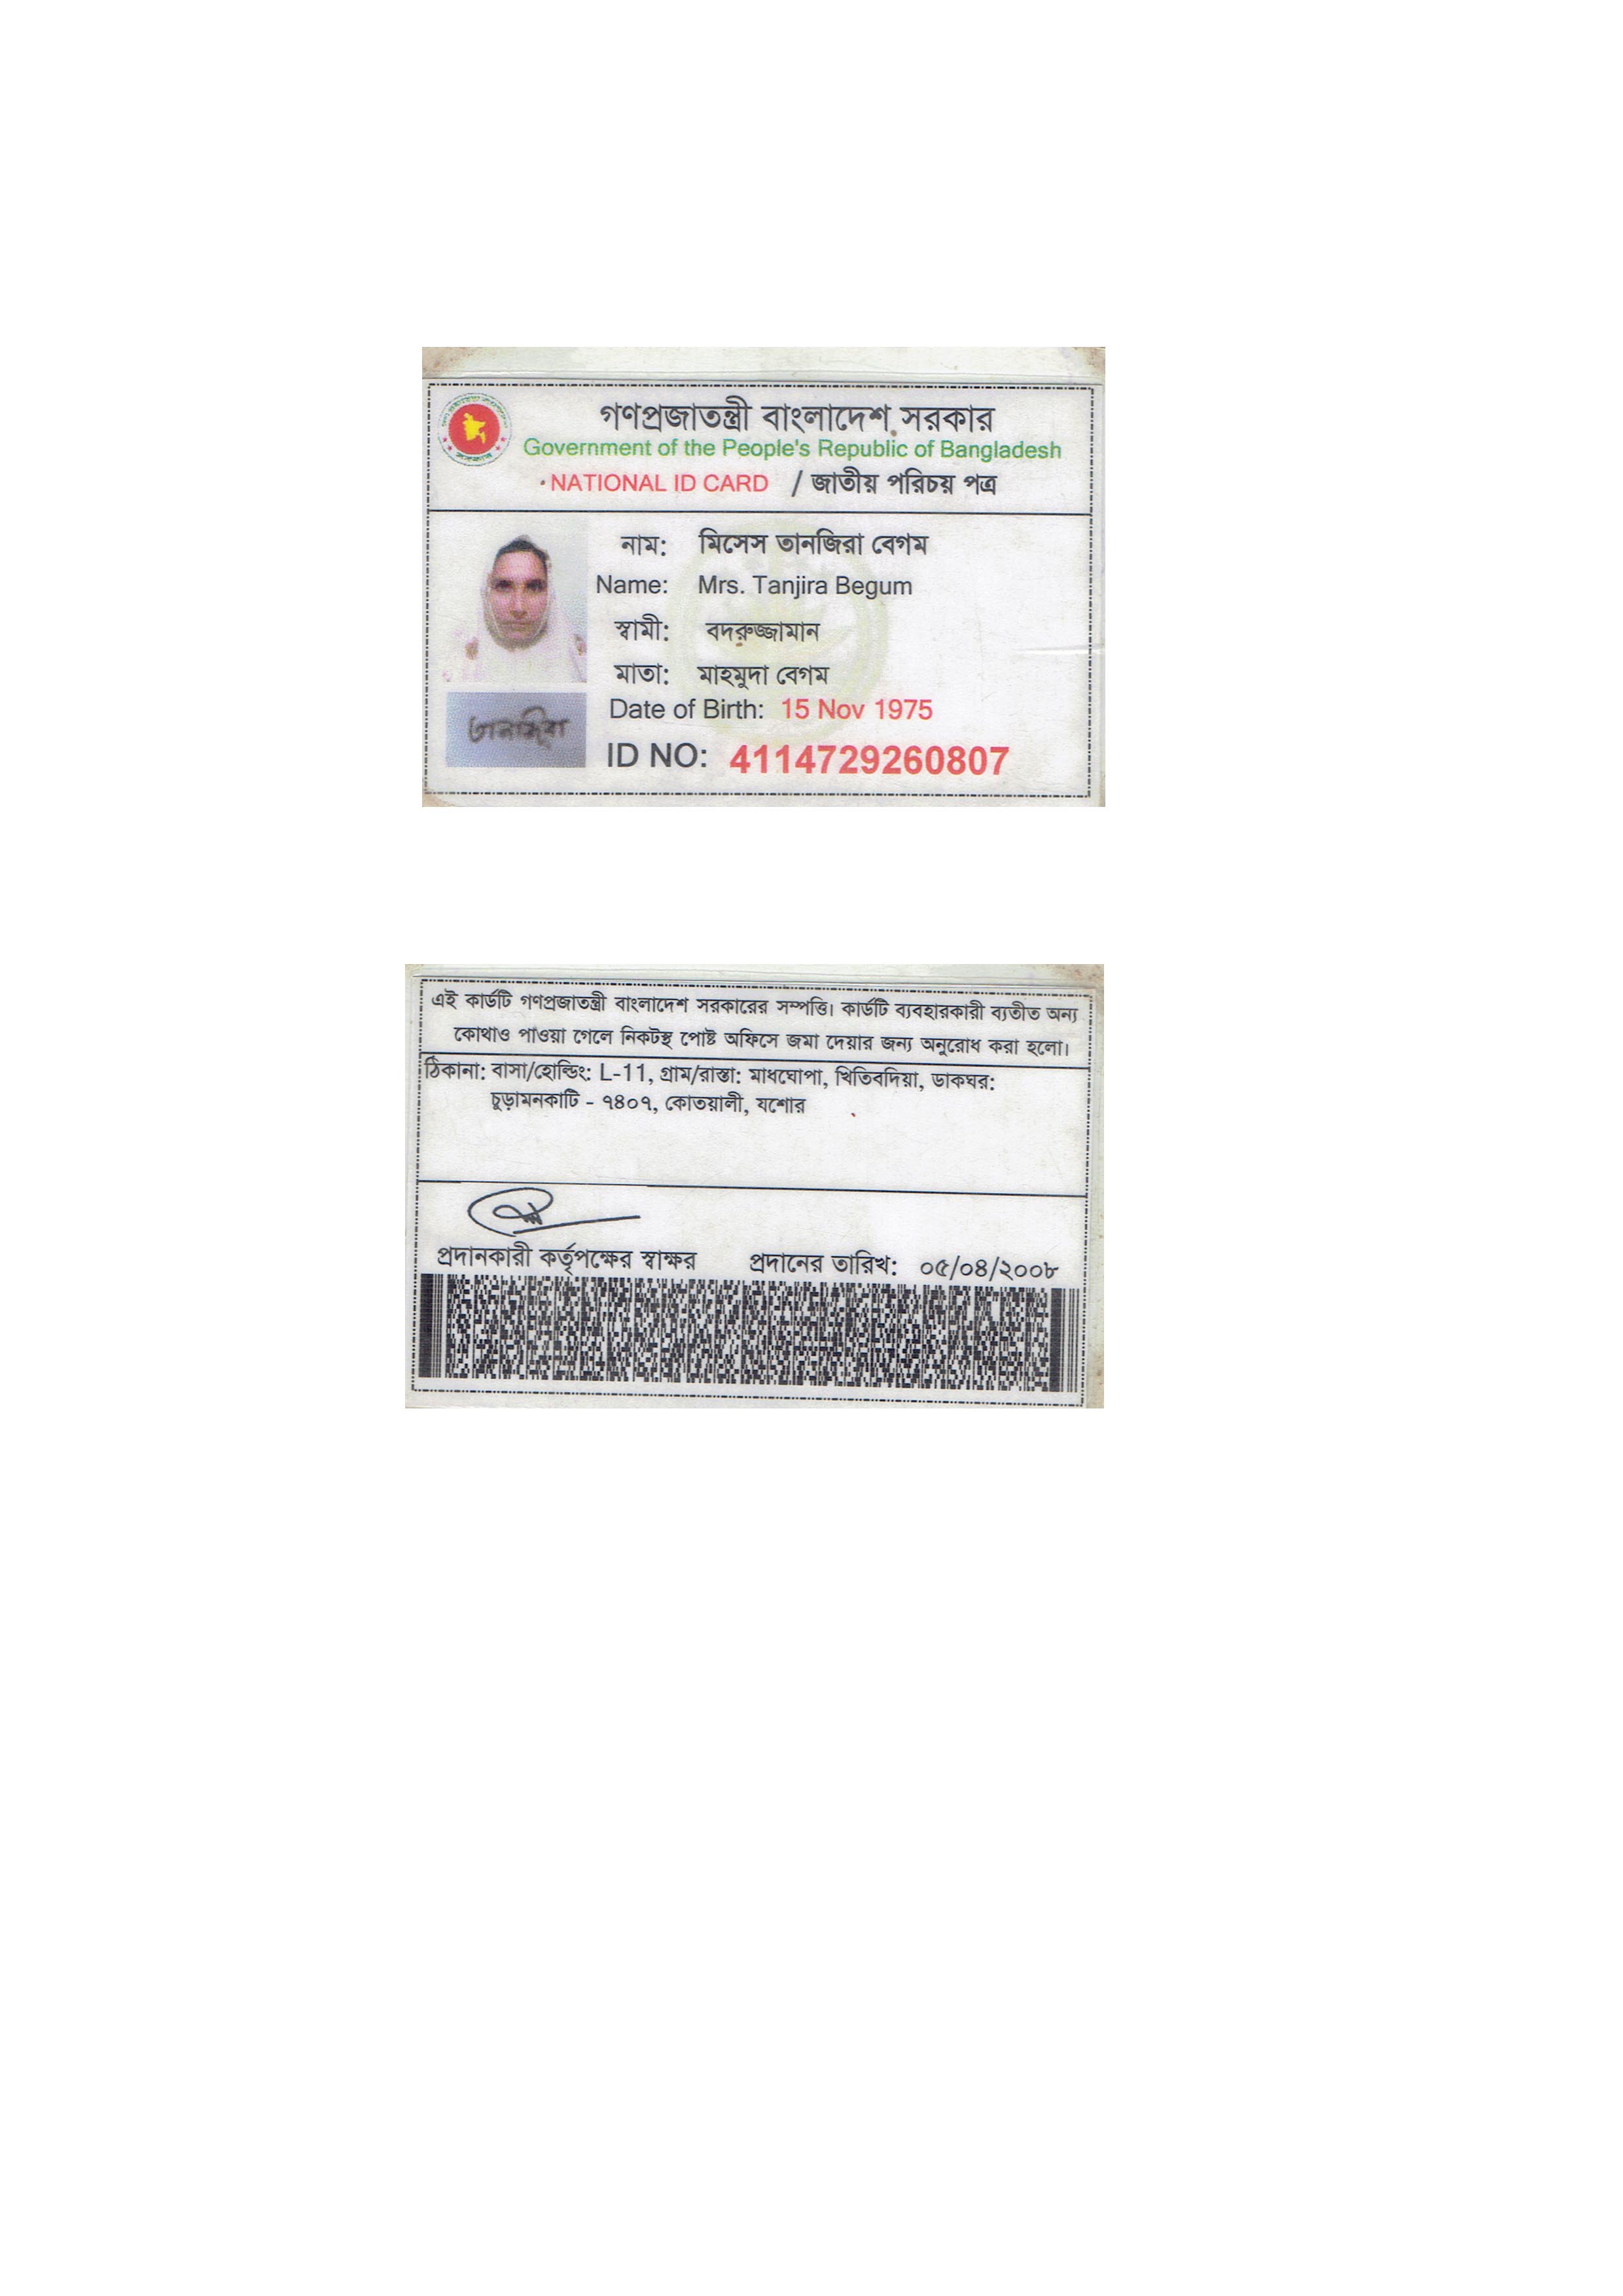 গণপ্রজাতন্ত্রী বাংলাদেশ সরকার
Government of the People's Republic of Bangladesh
NATIONAL ID CARD / জাতীয় পরিচয় পত্র
নাম: মিসেস তানজিরা বেগম
Name: Mrs. Tanjira Begum
স্বামী: বদরুজ্জামান
মাতা: মাহমুদা বেগম
Date of Birth: 15 Nov 1975
তানজিরা
ID NO: 4114729260807
এই কার্ডটি গণপ্রজাতন্ত্রী বাংলাদেশ সরকারের সম্পত্তি। কার্ডটি ব্যবহারকারী ব্যতীত অন্য
কোথাও পাওয়া গেলে নিকটস্থ পোষ্ট অফিসে জমা দেয়ার জন্য অনুরোধ করা হলো।
ঠিকানা: বাসা/হোল্ডিং: L-11, গ্রাম/রাস্তা: মাধঘোপা, খিতিবদিয়া, ডাকঘর:
চুড়ামনকাটি - ৭৪০৭, কোতয়ালী, যশোর
প্রদানকারী কর্তৃপক্ষের স্বাক্ষর প্রদানের তারিখ: ০৫/০৪/২০০৮